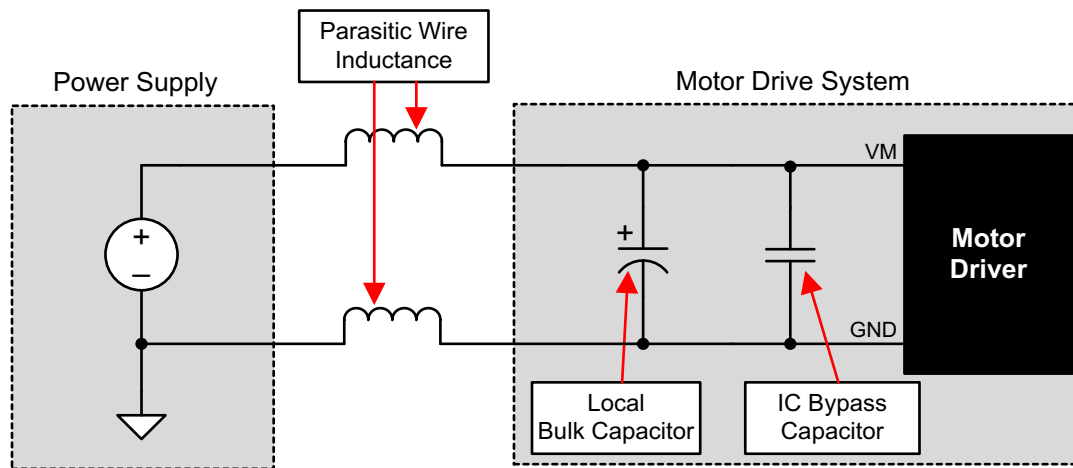 Parasitic Wire
Inductance
Power Supply
Motor Drive System
VM
+
+
–
Motor
Driver
GND
Local
Bulk Capacitor
IC Bypass
Capacitor